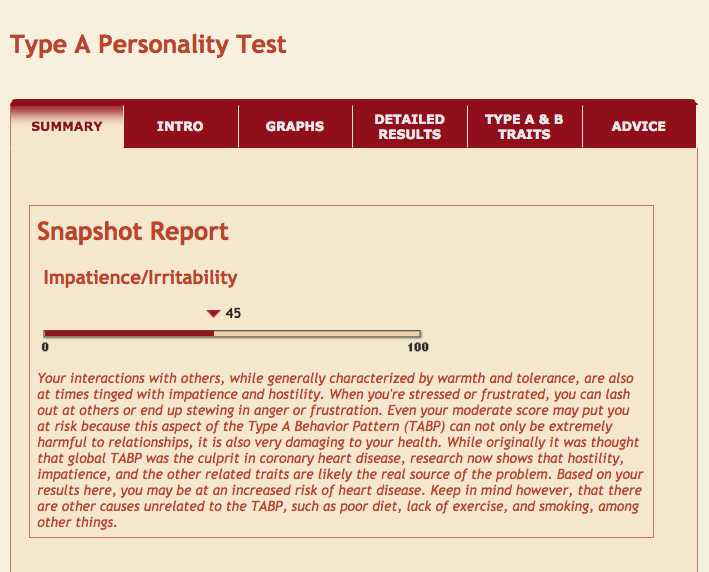 Type A Personality Test
SUMMARY
INTRO
GRAPHS
DETAILED
RESULTS
TYPE A & B
TRAITS
ADVICE
Snapshot Report
Impatience/Irritability
45
0 100
Your interactions with others, while generally characterized by warmth and tolerance, are also
at times tinged with impatience and hostility. When you're stressed or frustrated, you can lash
out at others or end up stewing in anger or frustration. Even your moderate score may put you
at risk because this aspect of the Type A Behavior Pattern (TABP) can not only be extremely
harmful to relationships, it is also very damaging to your health. While originally it was thought
that global TABP was the culprit in coronary heart disease, research now shows that hostility,
impatience, and the other related traits are likely the real source of the problem. Based on your
results here, you may be at an increased risk of heart disease. Keep in mind however, that there
are other causes unrelated to the TABP, such as poor diet, lack of exercise, and smoking, among
other things.